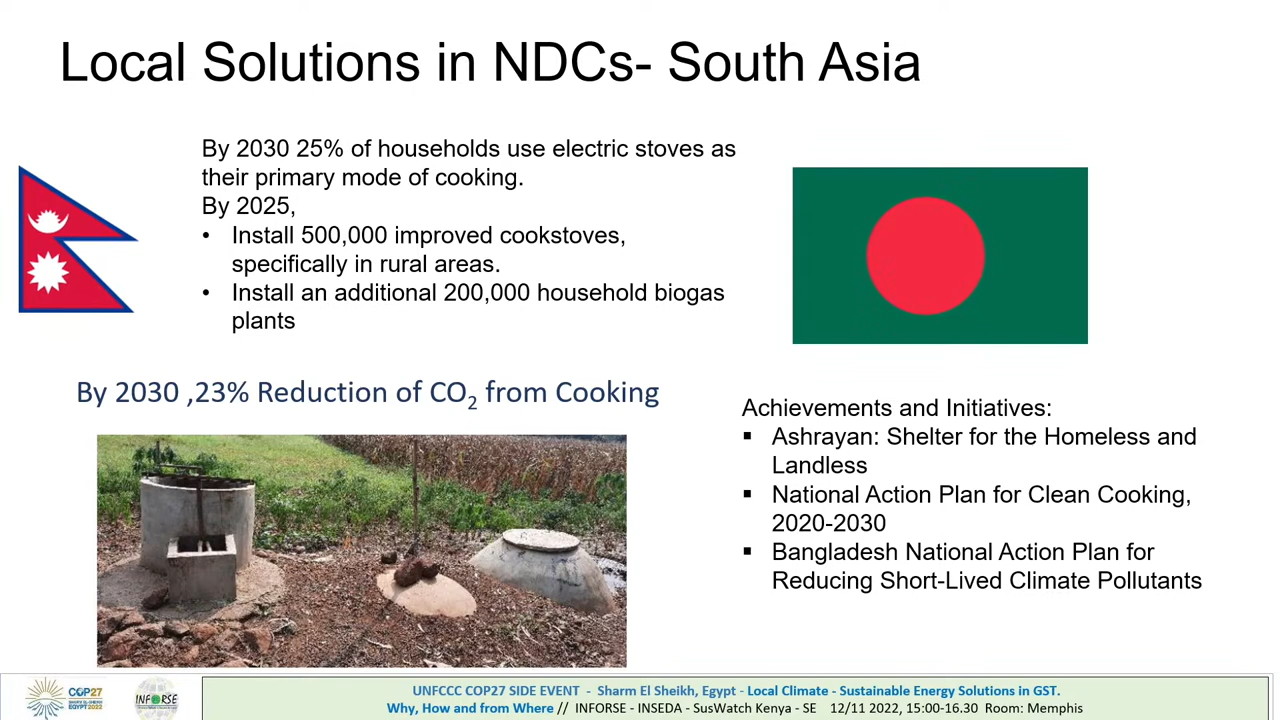 Local Solutions in NDCs- South Asia
By 2030 25% of households use electric stoves as
their primary mode of cooking.
By 2025,
• Install 500,000 improved cookstoves,
specifically in rural areas.
• Install an additional 200,000 household biogas
plants
By 2030 ,23% Reduction of CO₂ from Cooking
Achievements and Initiatives:
▪ Ashrayan: Shelter for the Homeless and
Landless
▪ National Action Plan for Clean Cooking,
2020-2030
▪ Bangladesh National Action Plan for
Reducing Short-Lived Climate Pollutants
COP27
SHARM EL-SHEIKH
EGYPT2022
INFORSE
UNFCCC COP27 SIDE EVENT - Sharm El Sheikh, Egypt - Local Climate - Sustainable Energy Solutions in GST.
Why, How and from Where // INFORSE - INSEDA - SusWatch Kenya - SE 12/11 2022, 15:00-16.30 Room: Memphis